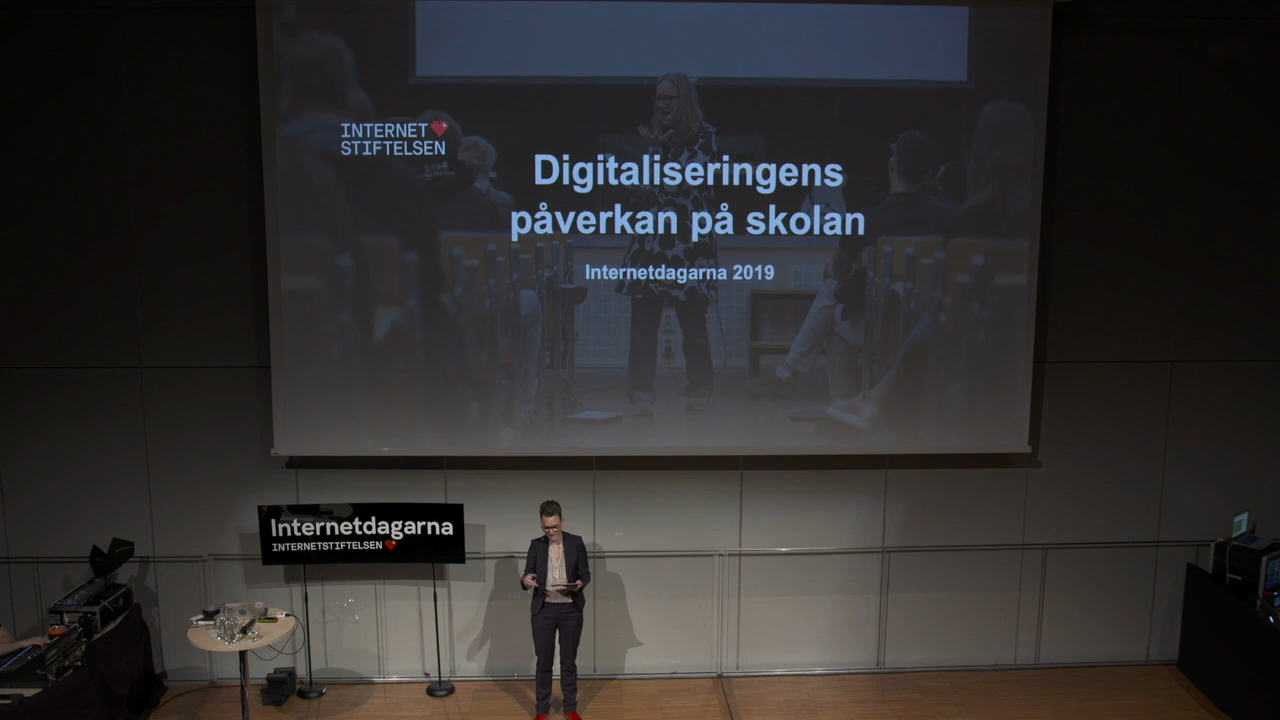 INTERNET
STIFTELSEN
Digitaliseringens
påverkan på skolan
Internetdagarna 2019
Internetdagarna
INTERNETSTIFTELSEN